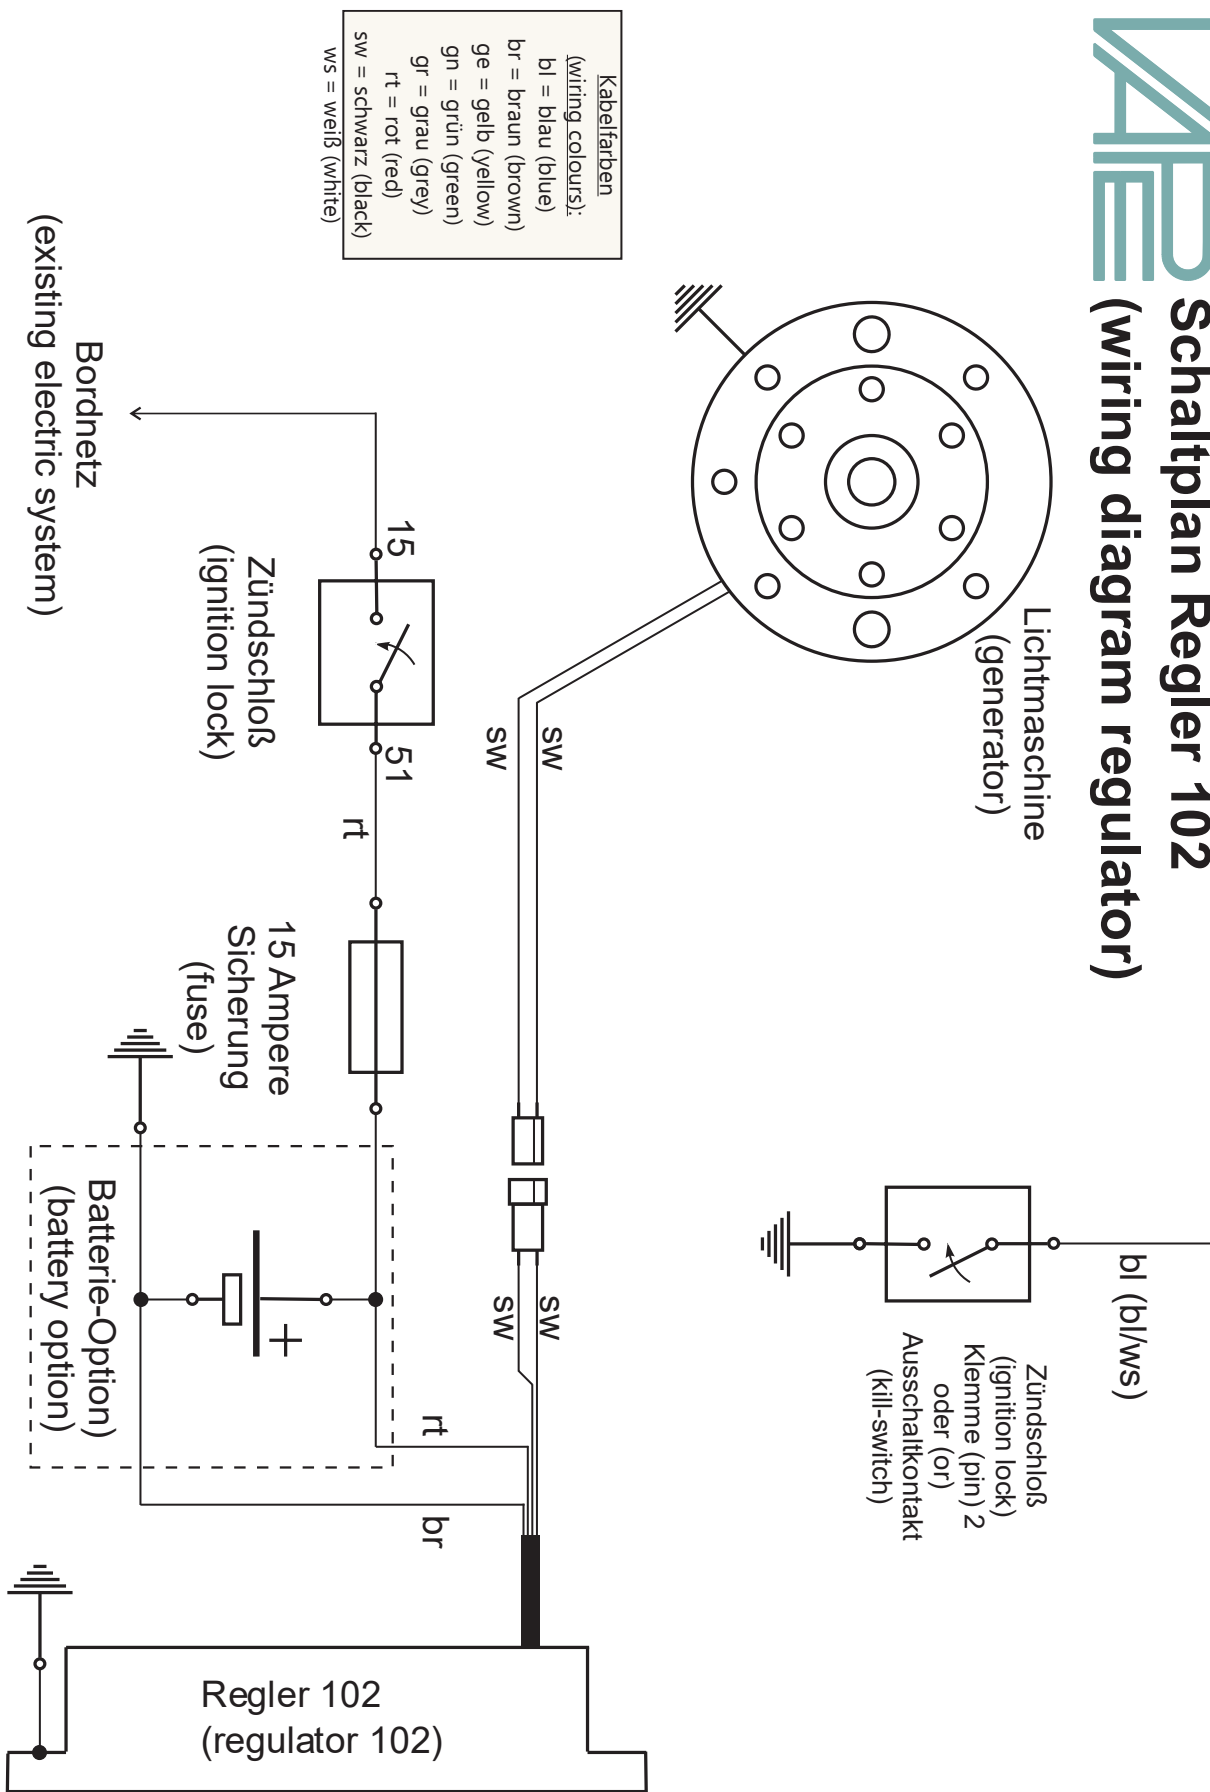 VAPE
Schaltplan Regler 102
(wiring diagram regulator)
Lichtmaschine
(generator)
bl (bl/ws)
Zündschloß
(ignition lock)
Klemme (pin) 2
oder (or)
Ausschaltkontakt
(kill-switch)
Kabelfarben
(wiring colours):
bl = blau (blue)
br = braun (brown)
ge = gelb (yellow)
gn = grün (green)
gr = grau (grey)
rt = rot (red)
sw = schwarz (black)
ws = weiß (white)
sw
sw
sw
sw
15
51
Zündschloß
(ignition lock)
rt
15 Ampere
Sicherung
(fuse)
rt
br
+
Batterie-Option)
(battery option)
Bordnetz
(existing electric system)
Regler 102
(regulator 102)